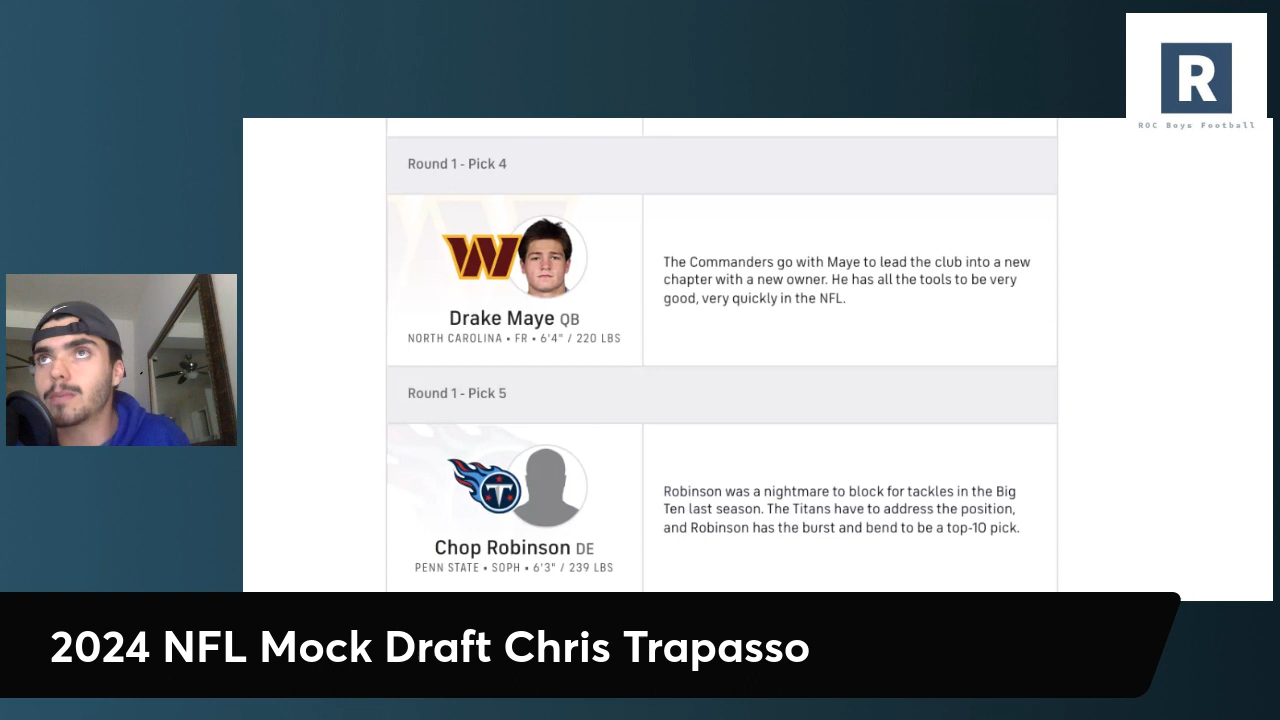 R
ROC Boys Football
Round 1 - Pick 4
W
Drake Maye QB
NORTH CAROLINA • FR • 6'4" / 220 LBS
The Commanders go with Maye to lead the club into a new
chapter with a new owner. He has all the tools to be very
good, very quickly in the NFL.
Round 1 - Pick 5
T
Chop Robinson DE
PENN STATE • SOPH • 6'3" / 239 LBS
Robinson was a nightmare to block for tackles in the Big
Ten last season. The Titans have to address the position,
and Robinson has the burst and bend to be a top-10 pick.
2024 NFL Mock Draft Chris Trapasso